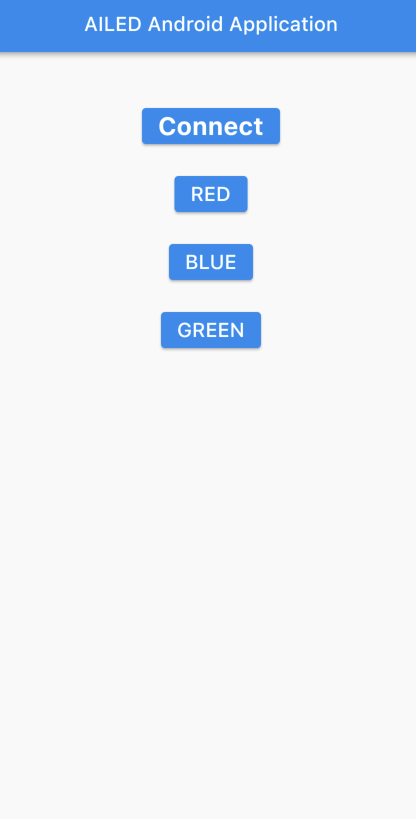 AILED Android Application
Connect
RED
BLUE
GREEN